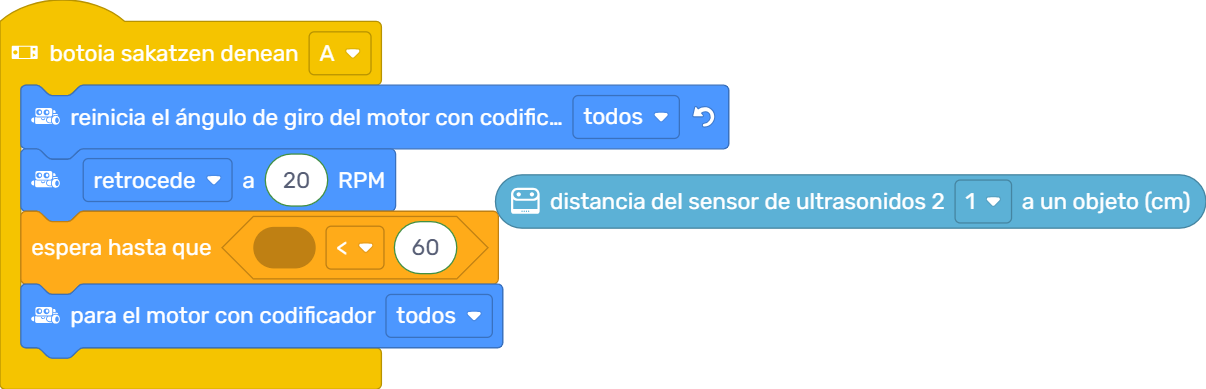 botoia sakatzen denean A
reinicia el ángulo de giro del motor con codific... todos
retrocede a 20 RPM
distancia del sensor de ultrasonidos 2 1 a un objeto (cm)
espera hasta que < 60
para el motor con codificador todos